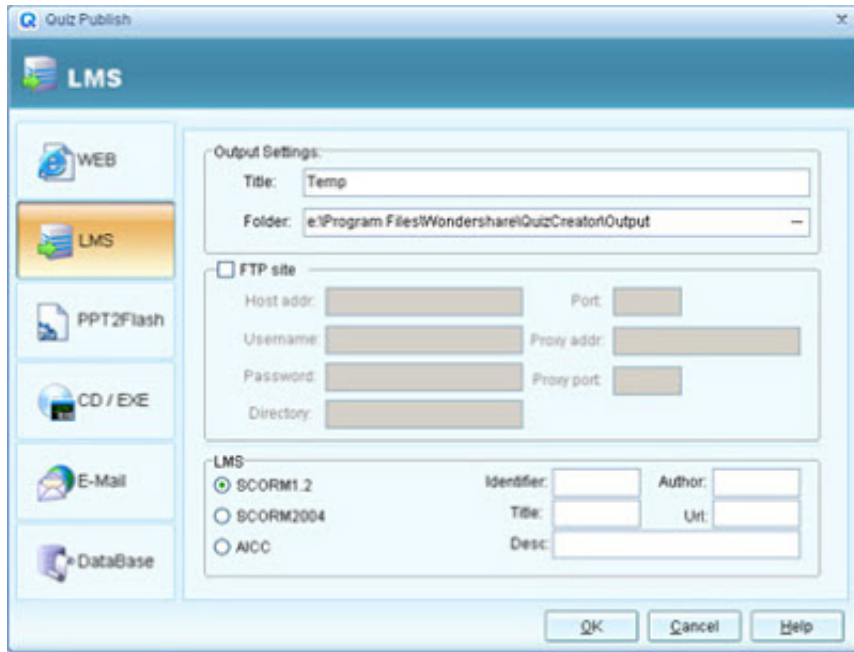 Quiz Publish
LMS
WEB
LMS
PPT2Flash
CD / EXE
E-Mail
DataBase
Output Settings:
Title: Temp
Folder: e:\Program Files\Wondershare\QuizCreator\Output ...
FTP site
Host addr: Port:
Username: Proxy addr:
Password: Proxy port:
Directory:
LMS
SCORM1.2 Identifier: Author:
SCORM2004 Title: Url:
AICC Desc:
OK Cancel Help